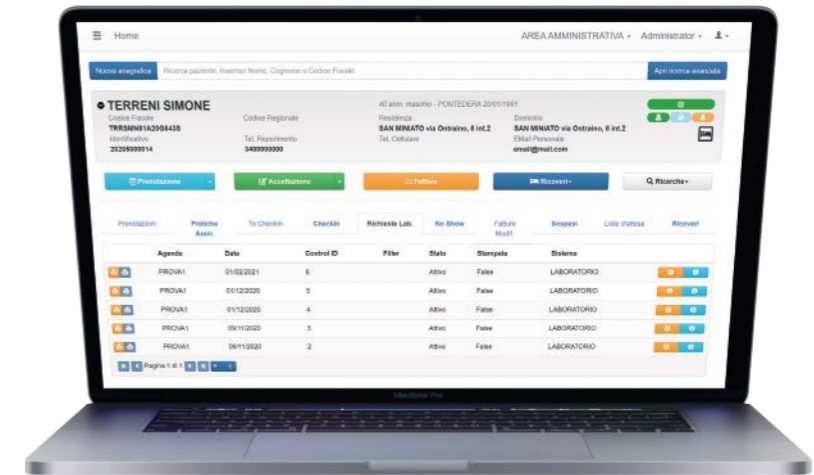 Home AREA AMMINISTRATIVA Administrator
Nuova anagrafica Ricerca paziente, Inserisci Nome, Cognome o Codice Fiscale Apri ricerca avanzata
TERRENI SIMONE 40 anni, maschio - PONTEDERA 20/01/1981
Codice Fiscale Codice Regionale Residenza Domicilio
TRRSMN81A20G843S SAN MINIATO via Ontraino, 8 int.2 SAN MINIATO via Ontraino, 8 int.2
Identificativo Tel. Reperimento Tel. Cellulare EMail Personale
20205000014 3400000000 email@mail.com
Prenotazione Accettazione Fatture Ricoveri Ricerche
Prenotazioni Pratiche Amm. To CheckIn CheckIn Richieste Lab. No-Show Fatture Modif. Sospesi Liste d'attesa Ricoveri
Agenda Data Control ID Filler Stato Stampata Sistema
PROVA1 01/02/2021 6 Attivo False LABORATORIO
PROVA1 01/12/2020 5 Attivo False LABORATORIO
PROVA1 01/12/2020 4 Attivo False LABORATORIO
PROVA1 09/11/2020 3 Attivo False LABORATORIO
PROVA1 2 Attivo False LABORATORIO
Pagina 1 di 1
MacBook Pro